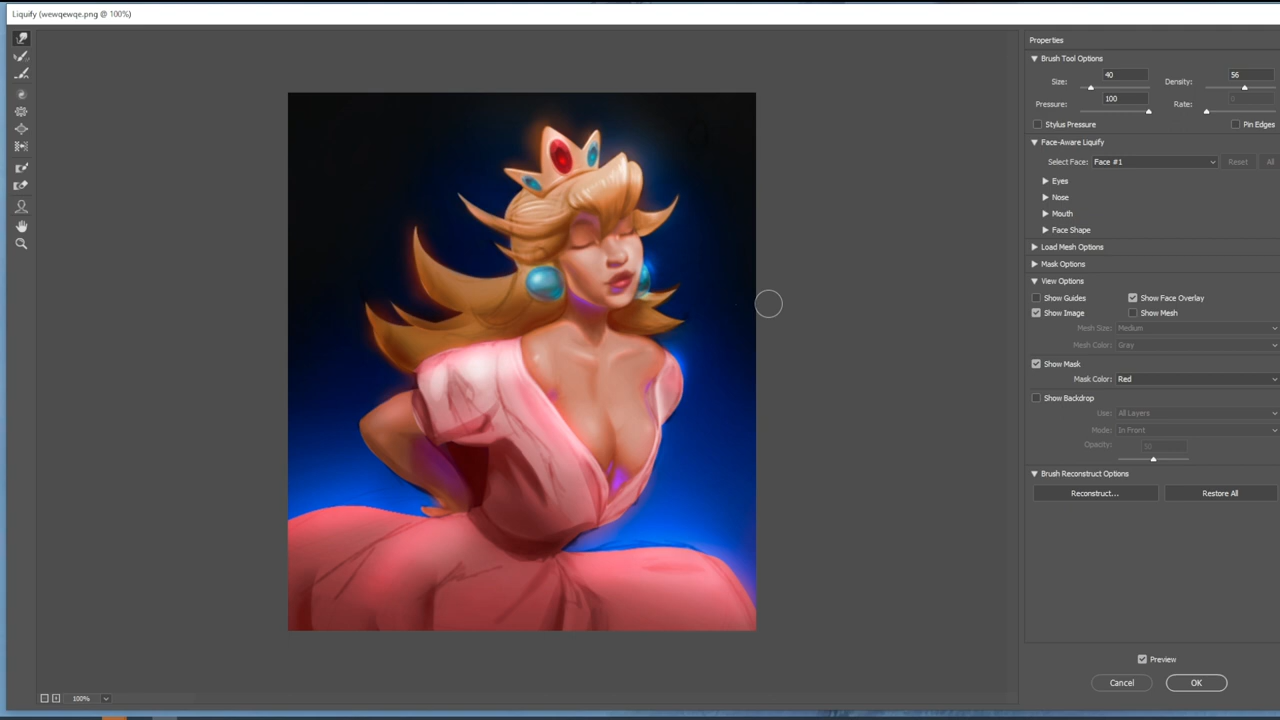 Liquify (wewqewqe.png @ 100%)
Properties
Brush Tool Options
Size: 40 Density: 56
Pressure: 100 Rate: 0
Stylus Pressure Pin Edges
Face-Aware Liquify
Select Face: Face #1 Reset All
Eyes
Nose
Mouth
Face Shape
Load Mesh Options
Mask Options
View Options
Show Guides Show Face Overlay
Show Image Show Mesh
Mesh Size: Medium
Mesh Color: Gray
Show Mask
Mask Color: Red
Show Backdrop
Use: All Layers
Mode: In Front
Opacity: 50
Brush Reconstruct Options
Reconstruct... Restore All
Preview
Cancel OK
100%